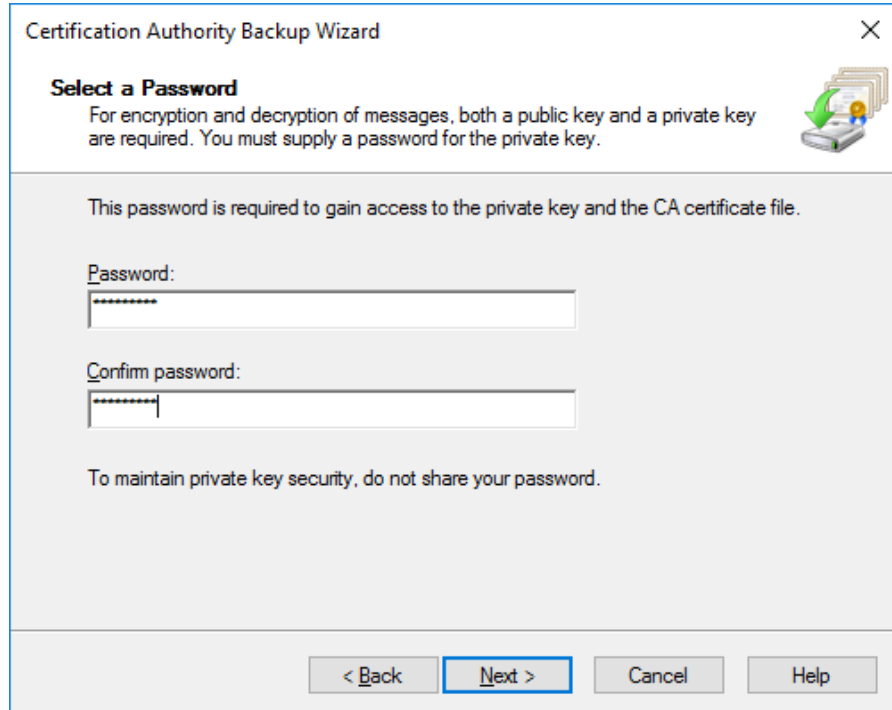 Certification Authority Backup Wizard
Select a Password
For encryption and decryption of messages, both a public key and a private key
are required. You must supply a password for the private key.
This password is required to gain access to the private key and the CA certificate file.
Password:
*********
Confirm password:
*********
To maintain private key security, do not share your password.
< Back Next > Cancel Help